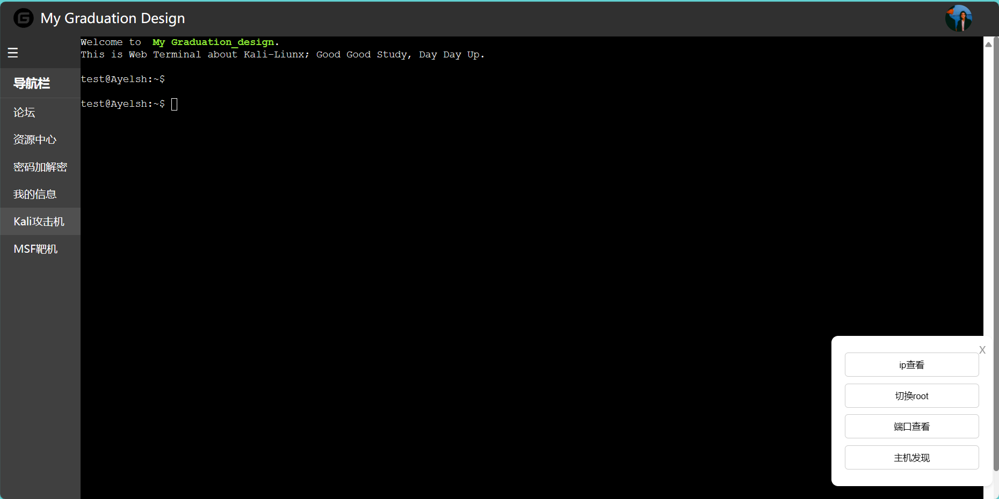 My Graduation Design
☰
导航栏
论坛
资源中心
密码加解密
我的信息
Kali攻击机
MSF靶机
Welcome to  My Graduation_design.
This is Web Terminal about Kali-Liunx; Good Good Study, Day Day Up.
test@Ayelsh:~$
test@Ayelsh:~$
X
ip查看
切换root
端口查看
主机发现